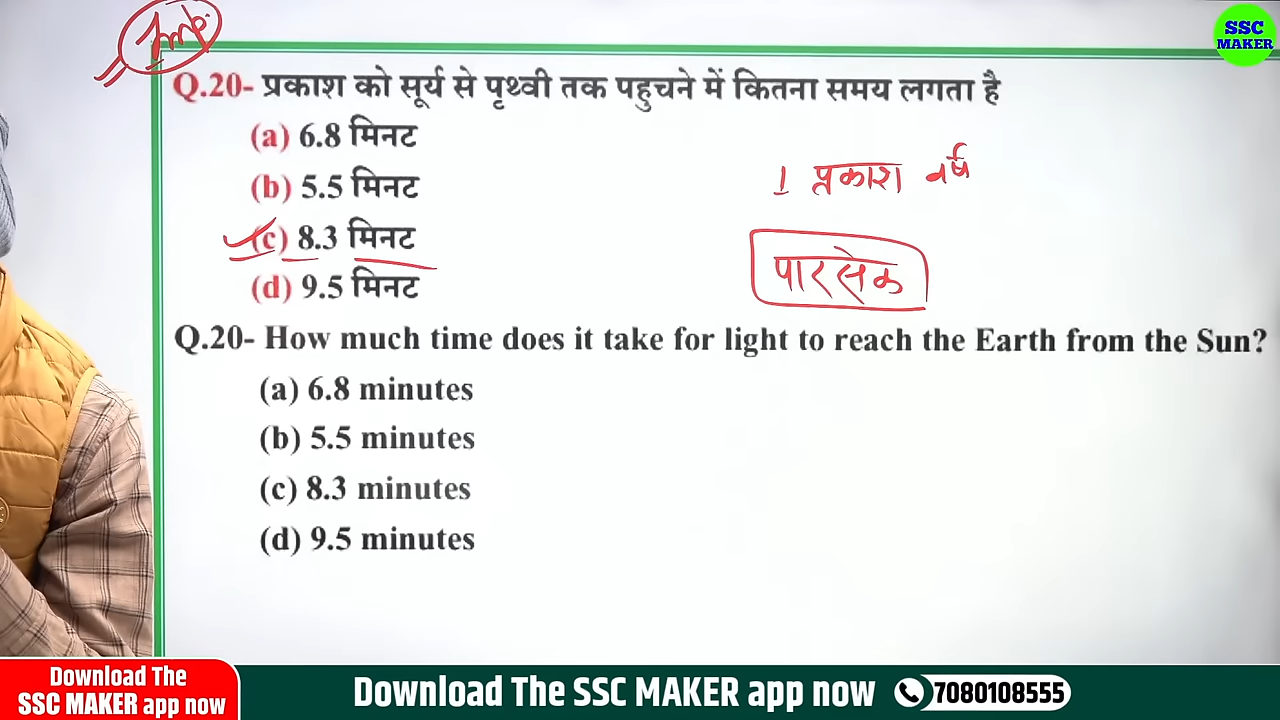 Imp.
SSC
MAKER
Q.20- प्रकाश को सूर्य से पृथ्वी तक पहुचने में कितना समय लगता है
(a) 6.8 मिनट
(b) 5.5 मिनट
(c) 8.3 मिनट
(d) 9.5 मिनट
1 प्रकाश वर्ष
पारसेक
Q.20- How much time does it take for light to reach the Earth from the Sun?
(a) 6.8 minutes
(b) 5.5 minutes
(c) 8.3 minutes
(d) 9.5 minutes
Download The
SSC MAKER app now
Download The SSC MAKER app now 7080108555